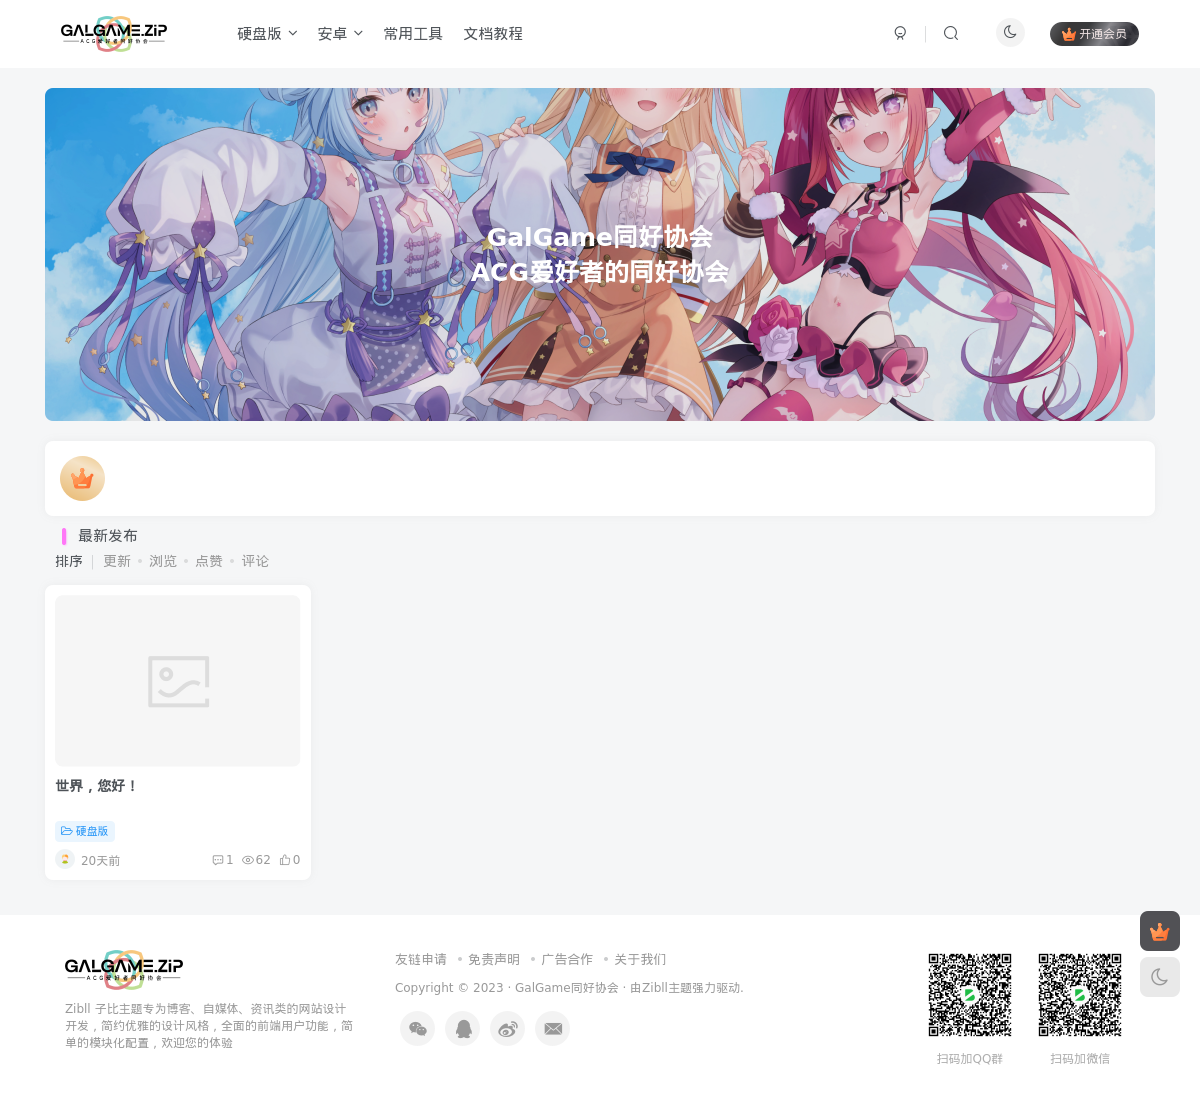 GALGAME.ZIP
ACG爱好者同好协会
硬盘版
安卓
常用工具
文档教程
开通会员
GalGame同好协会
ACG爱好者的同好协会
最新发布
排序 更新 浏览 点赞 评论
世界，您好！
硬盘版
20天前 1 62 0
GALGAME.ZIP
ACG爱好者同好协会
Zibll 子比主题专为博客、自媒体、资讯类的网站设计
开发，简约优雅的设计风格，全面的前端用户功能，简
单的模块化配置，欢迎您的体验
友链申请 免责声明 广告合作 关于我们
Copyright © 2023 · GalGame同好协会 · 由Zibll主题强力驱动.
扫码加QQ群
扫码加微信